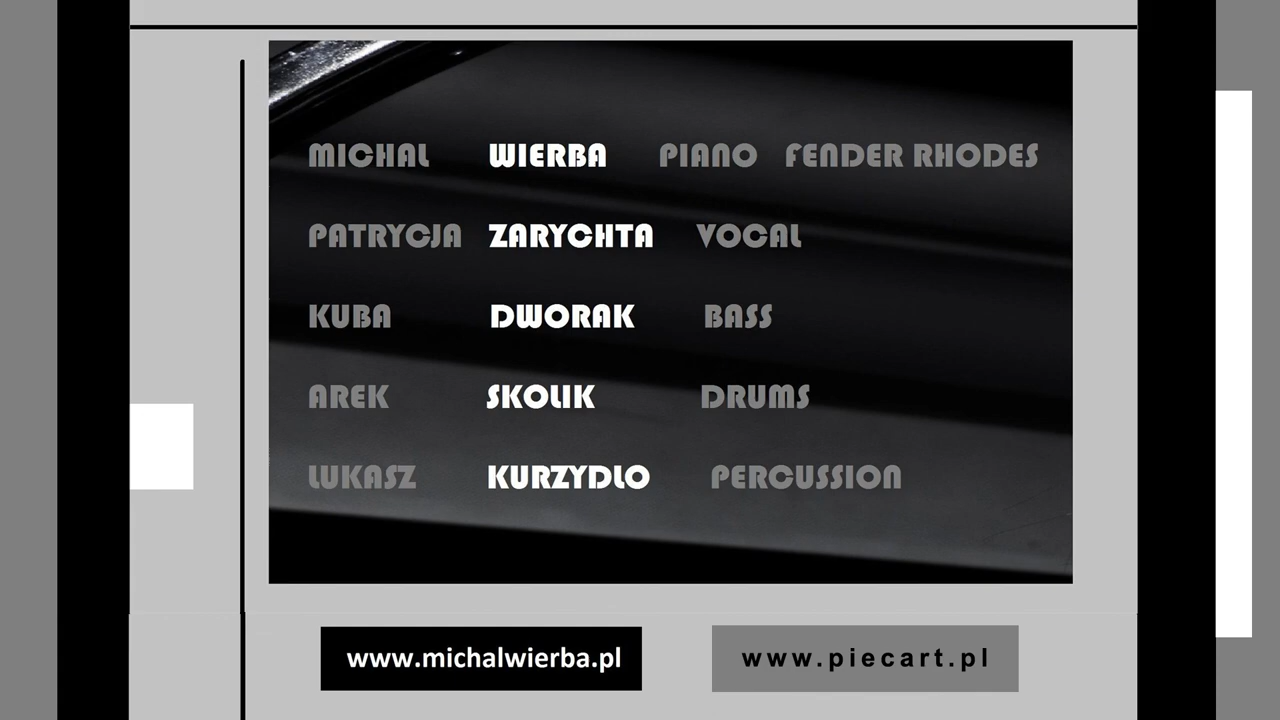 MICHAL WIERBA PIANO FENDER RHODES
PATRYCJA ZARYCHTA VOCAL
KUBA DWORAK BASS
AREK SKOLIK DRUMS
LUKASZ KURZYDLO PERCUSSION
www.michalwierba.pl www.piecart.pl